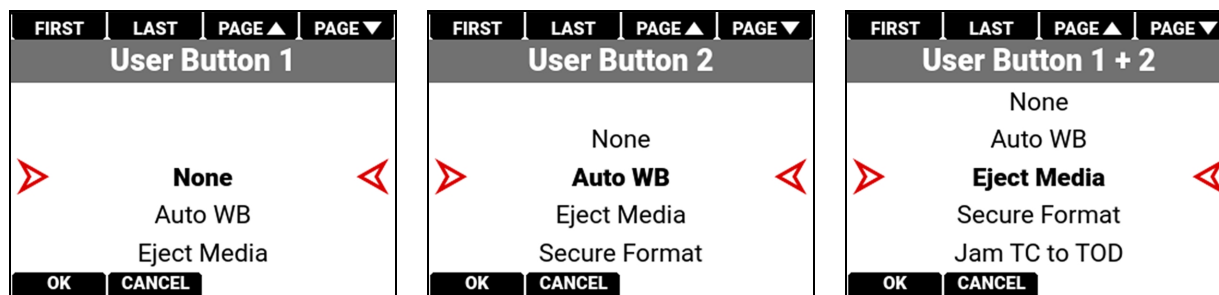 FIRST LAST PAGE▲ PAGE▼
User Button 1
None
Auto WB
Eject Media
OK CANCEL
FIRST LAST PAGE▲ PAGE▼
User Button 2
None
Auto WB
Eject Media
Secure Format
OK CANCEL
FIRST LAST PAGE▲ PAGE▼
User Button 1 + 2
None
Auto WB
Eject Media
Secure Format
Jam TC to TOD
OK CANCEL